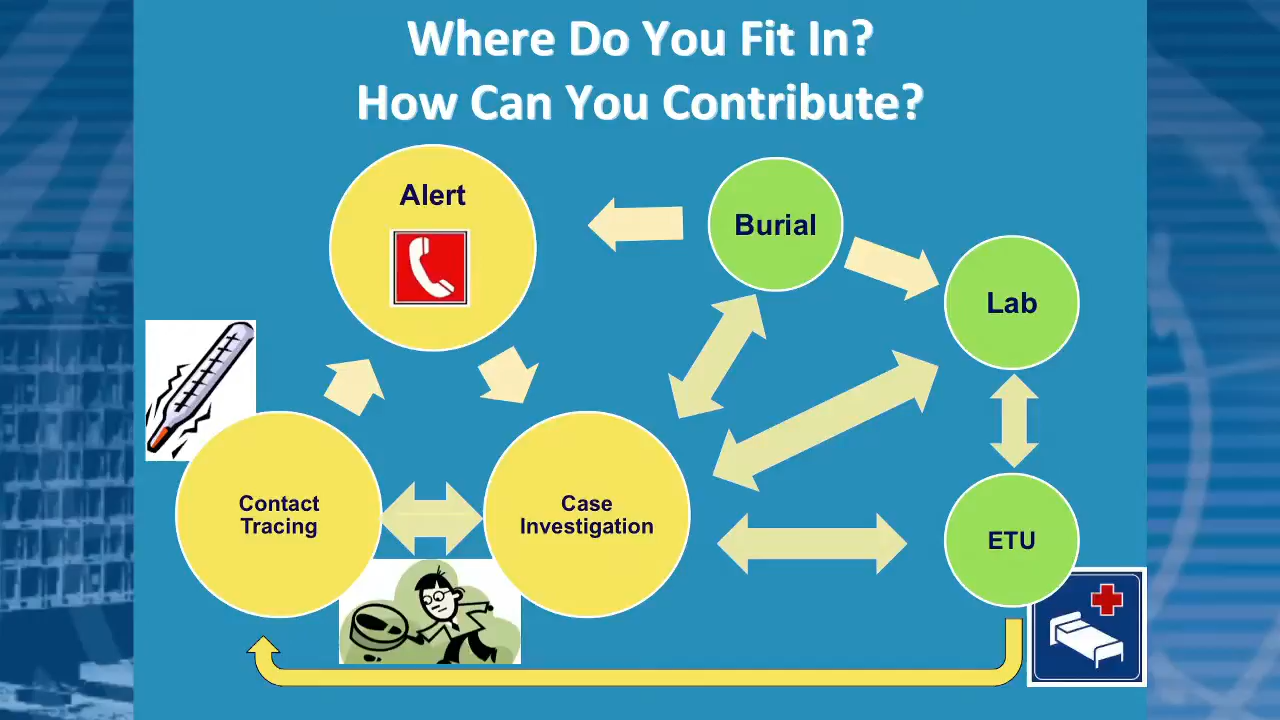 Where Do You Fit In?
How Can You Contribute?
Alert
Burial
Lab
Contact
Tracing
Case
Investigation
ETU